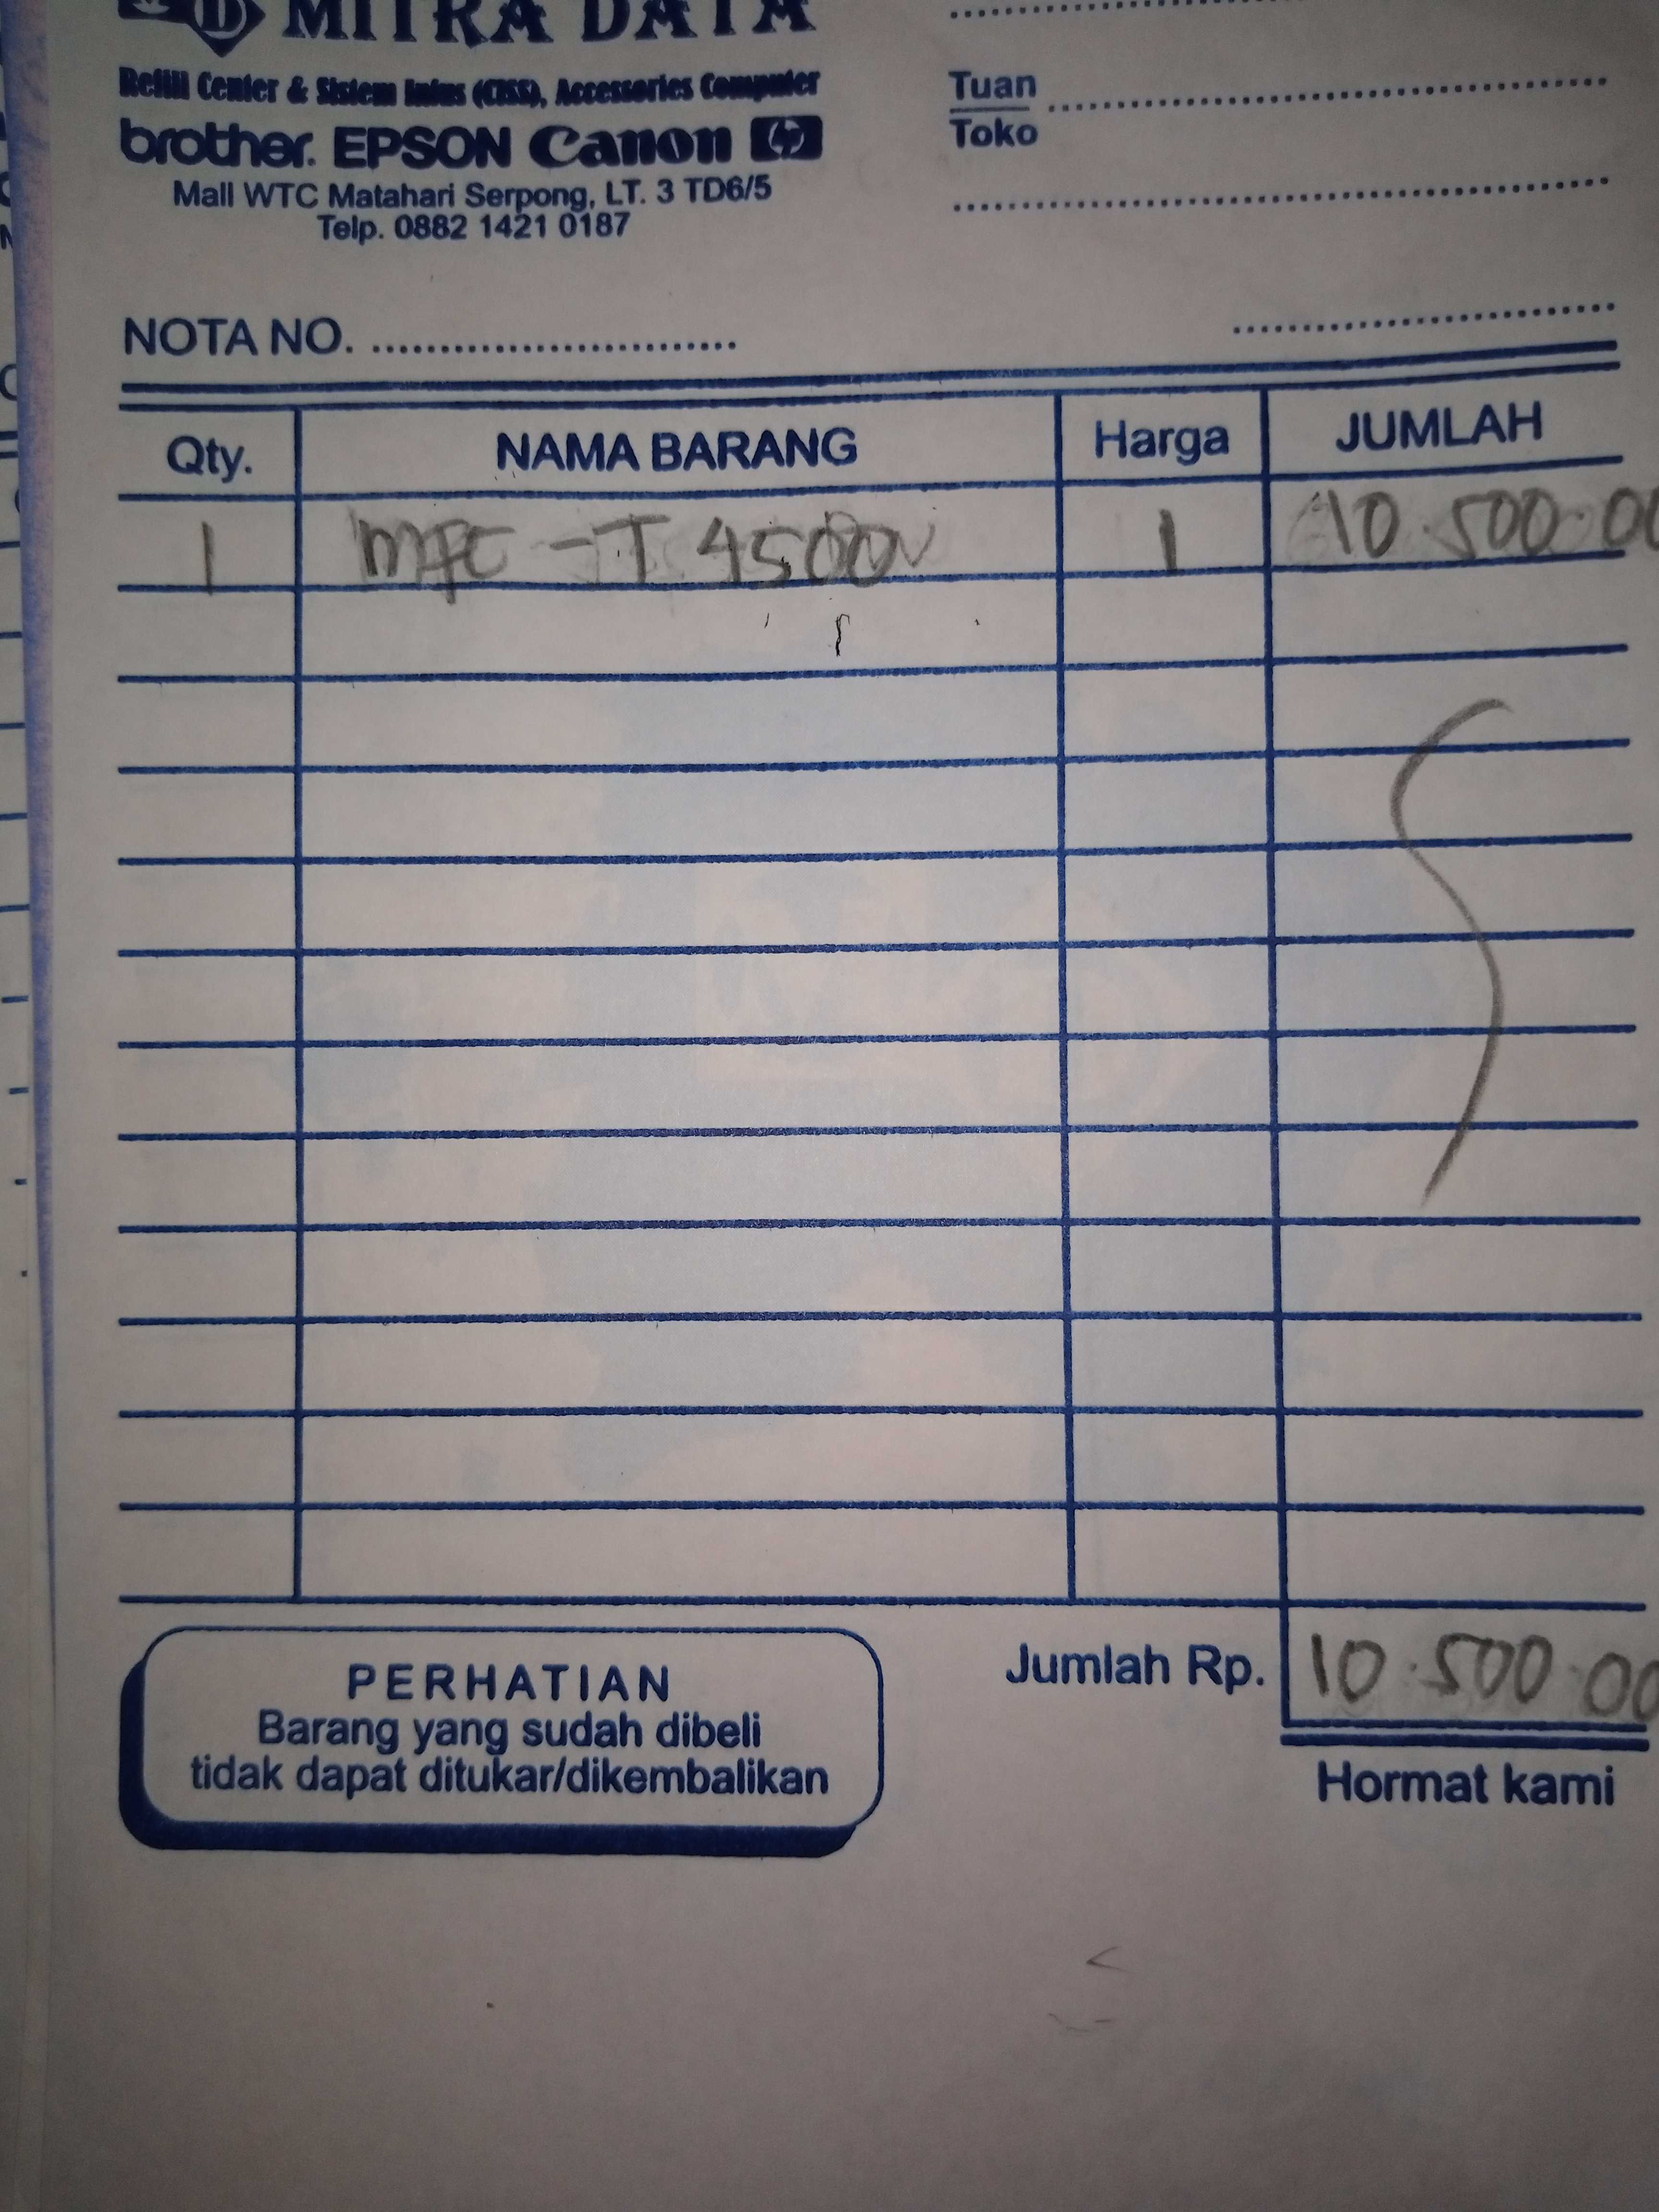 MITRA DATA
Refill Center & Sistem Infus (CISS), Accessories Computer
brother. EPSON Canon hp
Mall WTC Matahari Serpong, LT. 3 TD6/5
Telp. 0882 1421 0187
Tuan
Toko
NOTA NO.
Qty. NAMA BARANG Harga JUMLAH
1 MFC - T 4500 1 10.500.00
Jumlah Rp. 10.500.00
PERHATIAN
Barang yang sudah dibeli
tidak dapat ditukar/dikembalikan
Hormat kami